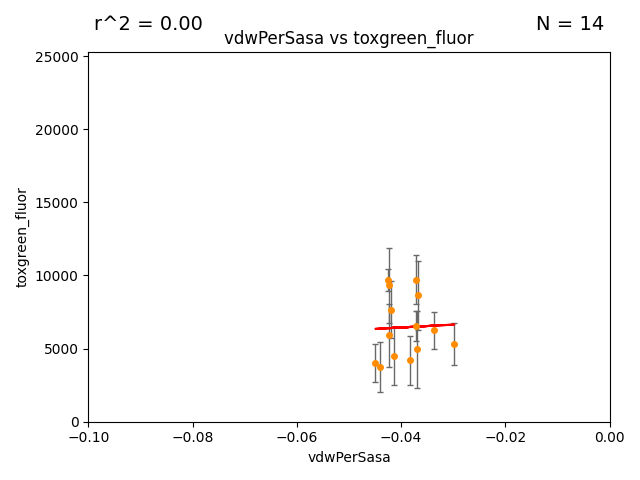 r^2 = 0.00
N = 14
vdwPerSasa vs toxgreen_fluor
25000
20000
15000
10000
5000
0
toxgreen_fluor
−0.10
−0.08
−0.06
−0.04
−0.02
0.00
vdwPerSasa